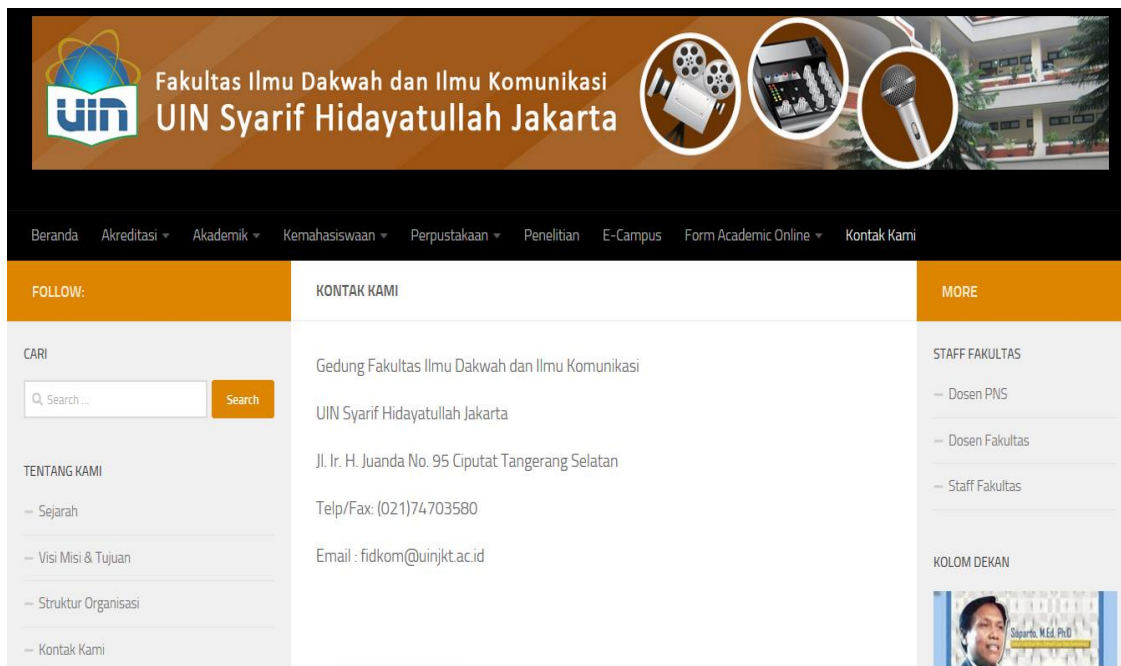 uin
Fakultas Ilmu Dakwah dan Ilmu Komunikasi
UIN Syarif Hidayatullah Jakarta
Beranda Akreditasi Akademik Kemahasiswaan Perpustakaan Penelitian E-Campus Form Academic Online Kontak Kami
FOLLOW:
CARI
Search ...
Search
TENTANG KAMI
– Sejarah
– Visi Misi & Tujuan
– Struktur Organisasi
– Kontak Kami
KONTAK KAMI
Gedung Fakultas Ilmu Dakwah dan Ilmu Komunikasi
UIN Syarif Hidayatullah Jakarta
Jl. Ir. H. Juanda No. 95 Ciputat Tangerang Selatan
Telp/Fax: (021)74703580
Email : fidkom@uinjkt.ac.id
MORE
STAFF FAKULTAS
– Dosen PNS
– Dosen Fakultas
– Staff Fakultas
KOLOM DEKAN
Suparto, M.Ed, Ph.D